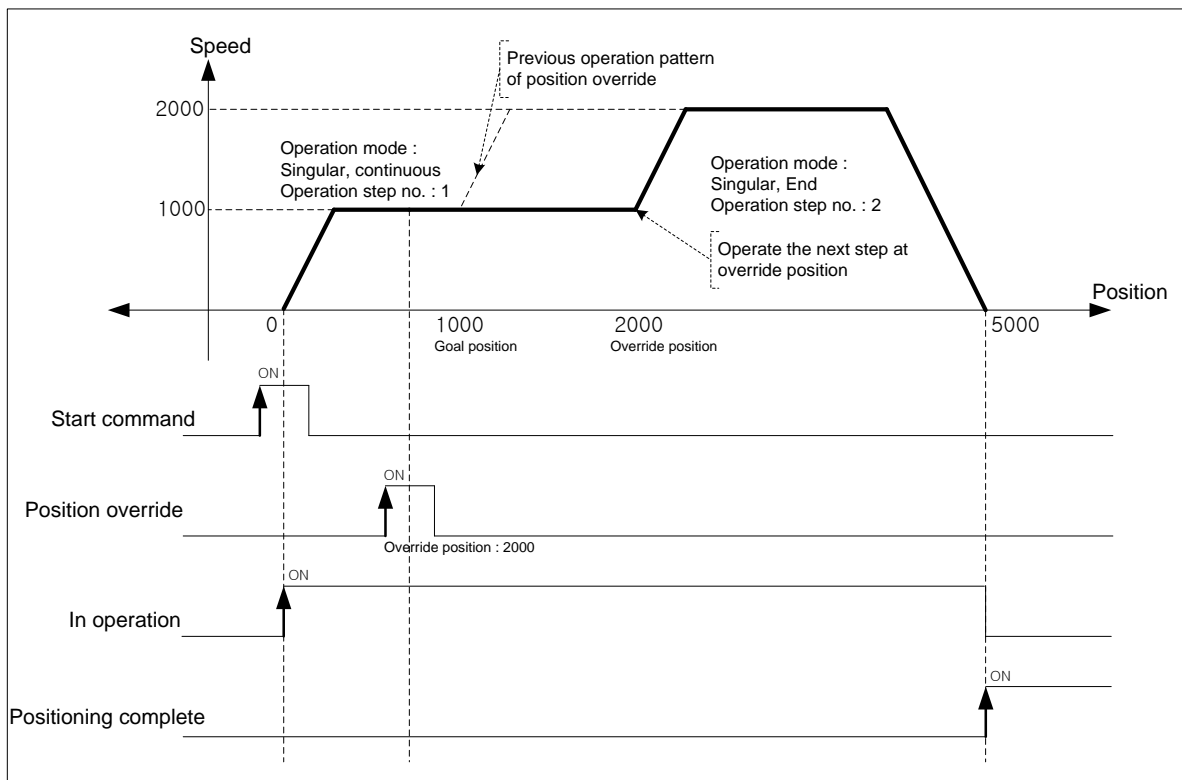 Speed
Previous operation pattern
of position override
2000
Operation mode :
Singular, continuous
Operation step no. : 1
Operation mode :
Singular, End
Operation step no. : 2
1000
Operate the next step at
override position
Position
0
1000
2000
5000
Goal position
Override position
ON
Start command
ON
Position override
Override position : 2000
ON
In operation
ON
Positioning complete